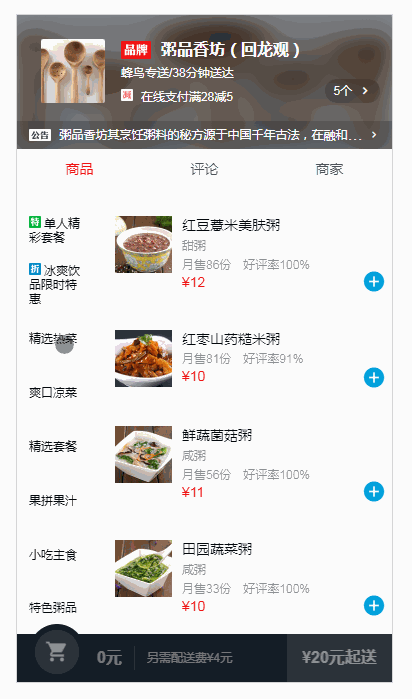 品牌 粥品香坊（回龙观）
蜂鸟专送/38分钟送达
减 在线支付满28减5
5个 >
公告 粥品香坊其烹饪粥料的秘方源于中国千年古法，在融和... >
商品 评论 商家
特 单人精
彩套餐
折 冰爽饮
品限时特
惠
精选热菜
爽口凉菜
精选套餐
果拼果汁
小吃主食
特色粥品
红豆薏米美肤粥
甜粥
月售86份 好评率100%
¥12
红枣山药糙米粥
月售81份 好评率91%
¥10
鲜蔬菌菇粥
咸粥
月售56份 好评率100%
¥11
田园蔬菜粥
咸粥
月售33份 好评率100%
¥10
0元 另需配送费¥4元 ¥20元起送